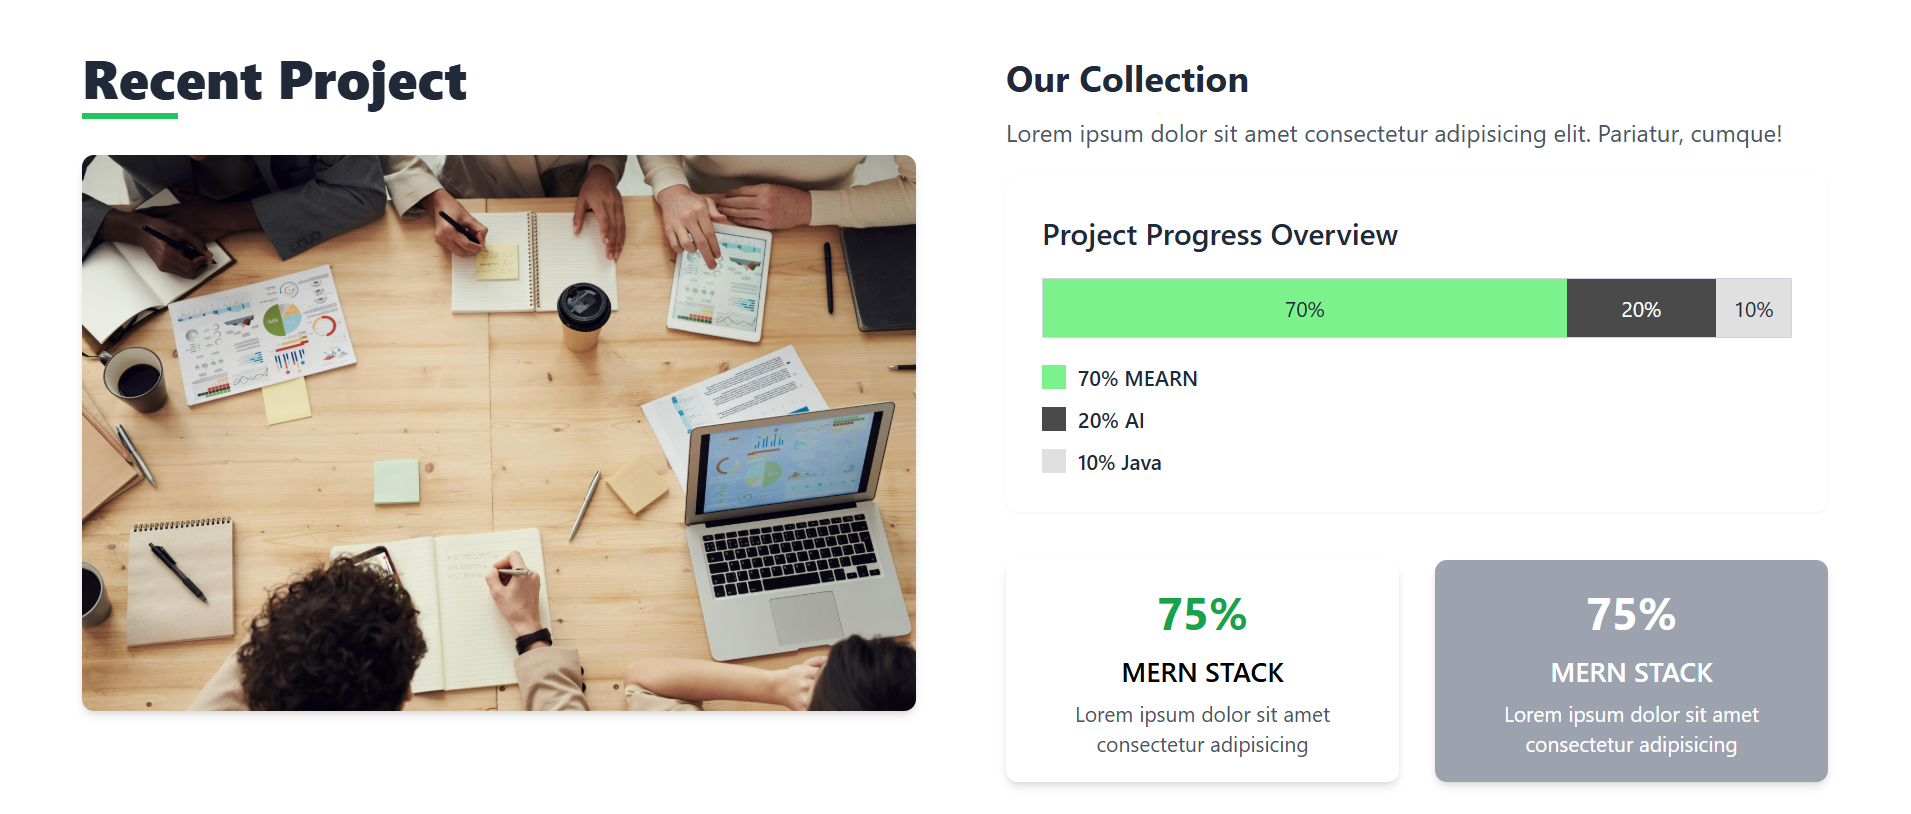 Recent Project
Our Collection
Lorem ipsum dolor sit amet consectetur adipisicing elit. Pariatur, cumque!
Project Progress Overview
70%
20%
10%
70% MEARN
20% AI
10% Java
75%
MERN STACK
Lorem ipsum dolor sit amet
consectetur adipisicing
75%
MERN STACK
Lorem ipsum dolor sit amet
consectetur adipisicing